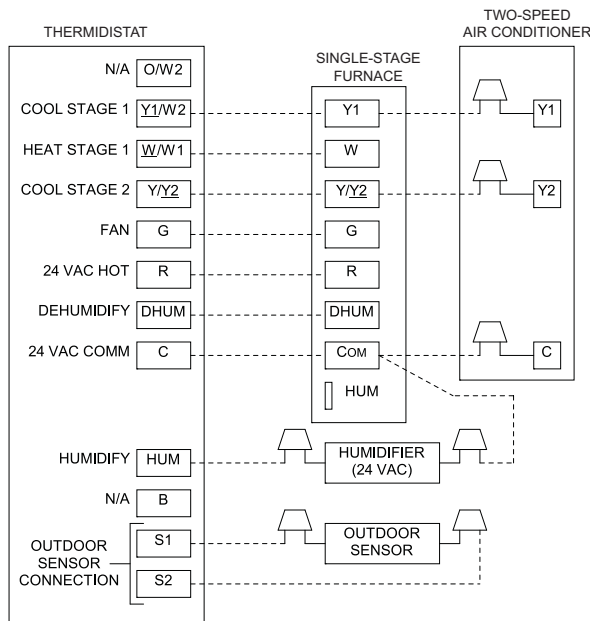 THERMIDISTAT
SINGLE-STAGE
FURNACE
TWO-SPEED
AIR CONDITIONER
N/A O/W2
COOL STAGE 1 Y1/W2 Y1 Y1
HEAT STAGE 1 W/W1 W
COOL STAGE 2 Y/Y2 Y/Y2 Y2
FAN G G
24 VAC HOT R R
DEHUMIDIFY DHUM DHUM
24 VAC COMM C COM C
HUM
HUMIDIFY HUM HUMIDIFIER
(24 VAC)
N/A B
OUTDOOR
SENSOR
CONNECTION
S1
S2
OUTDOOR
SENSOR